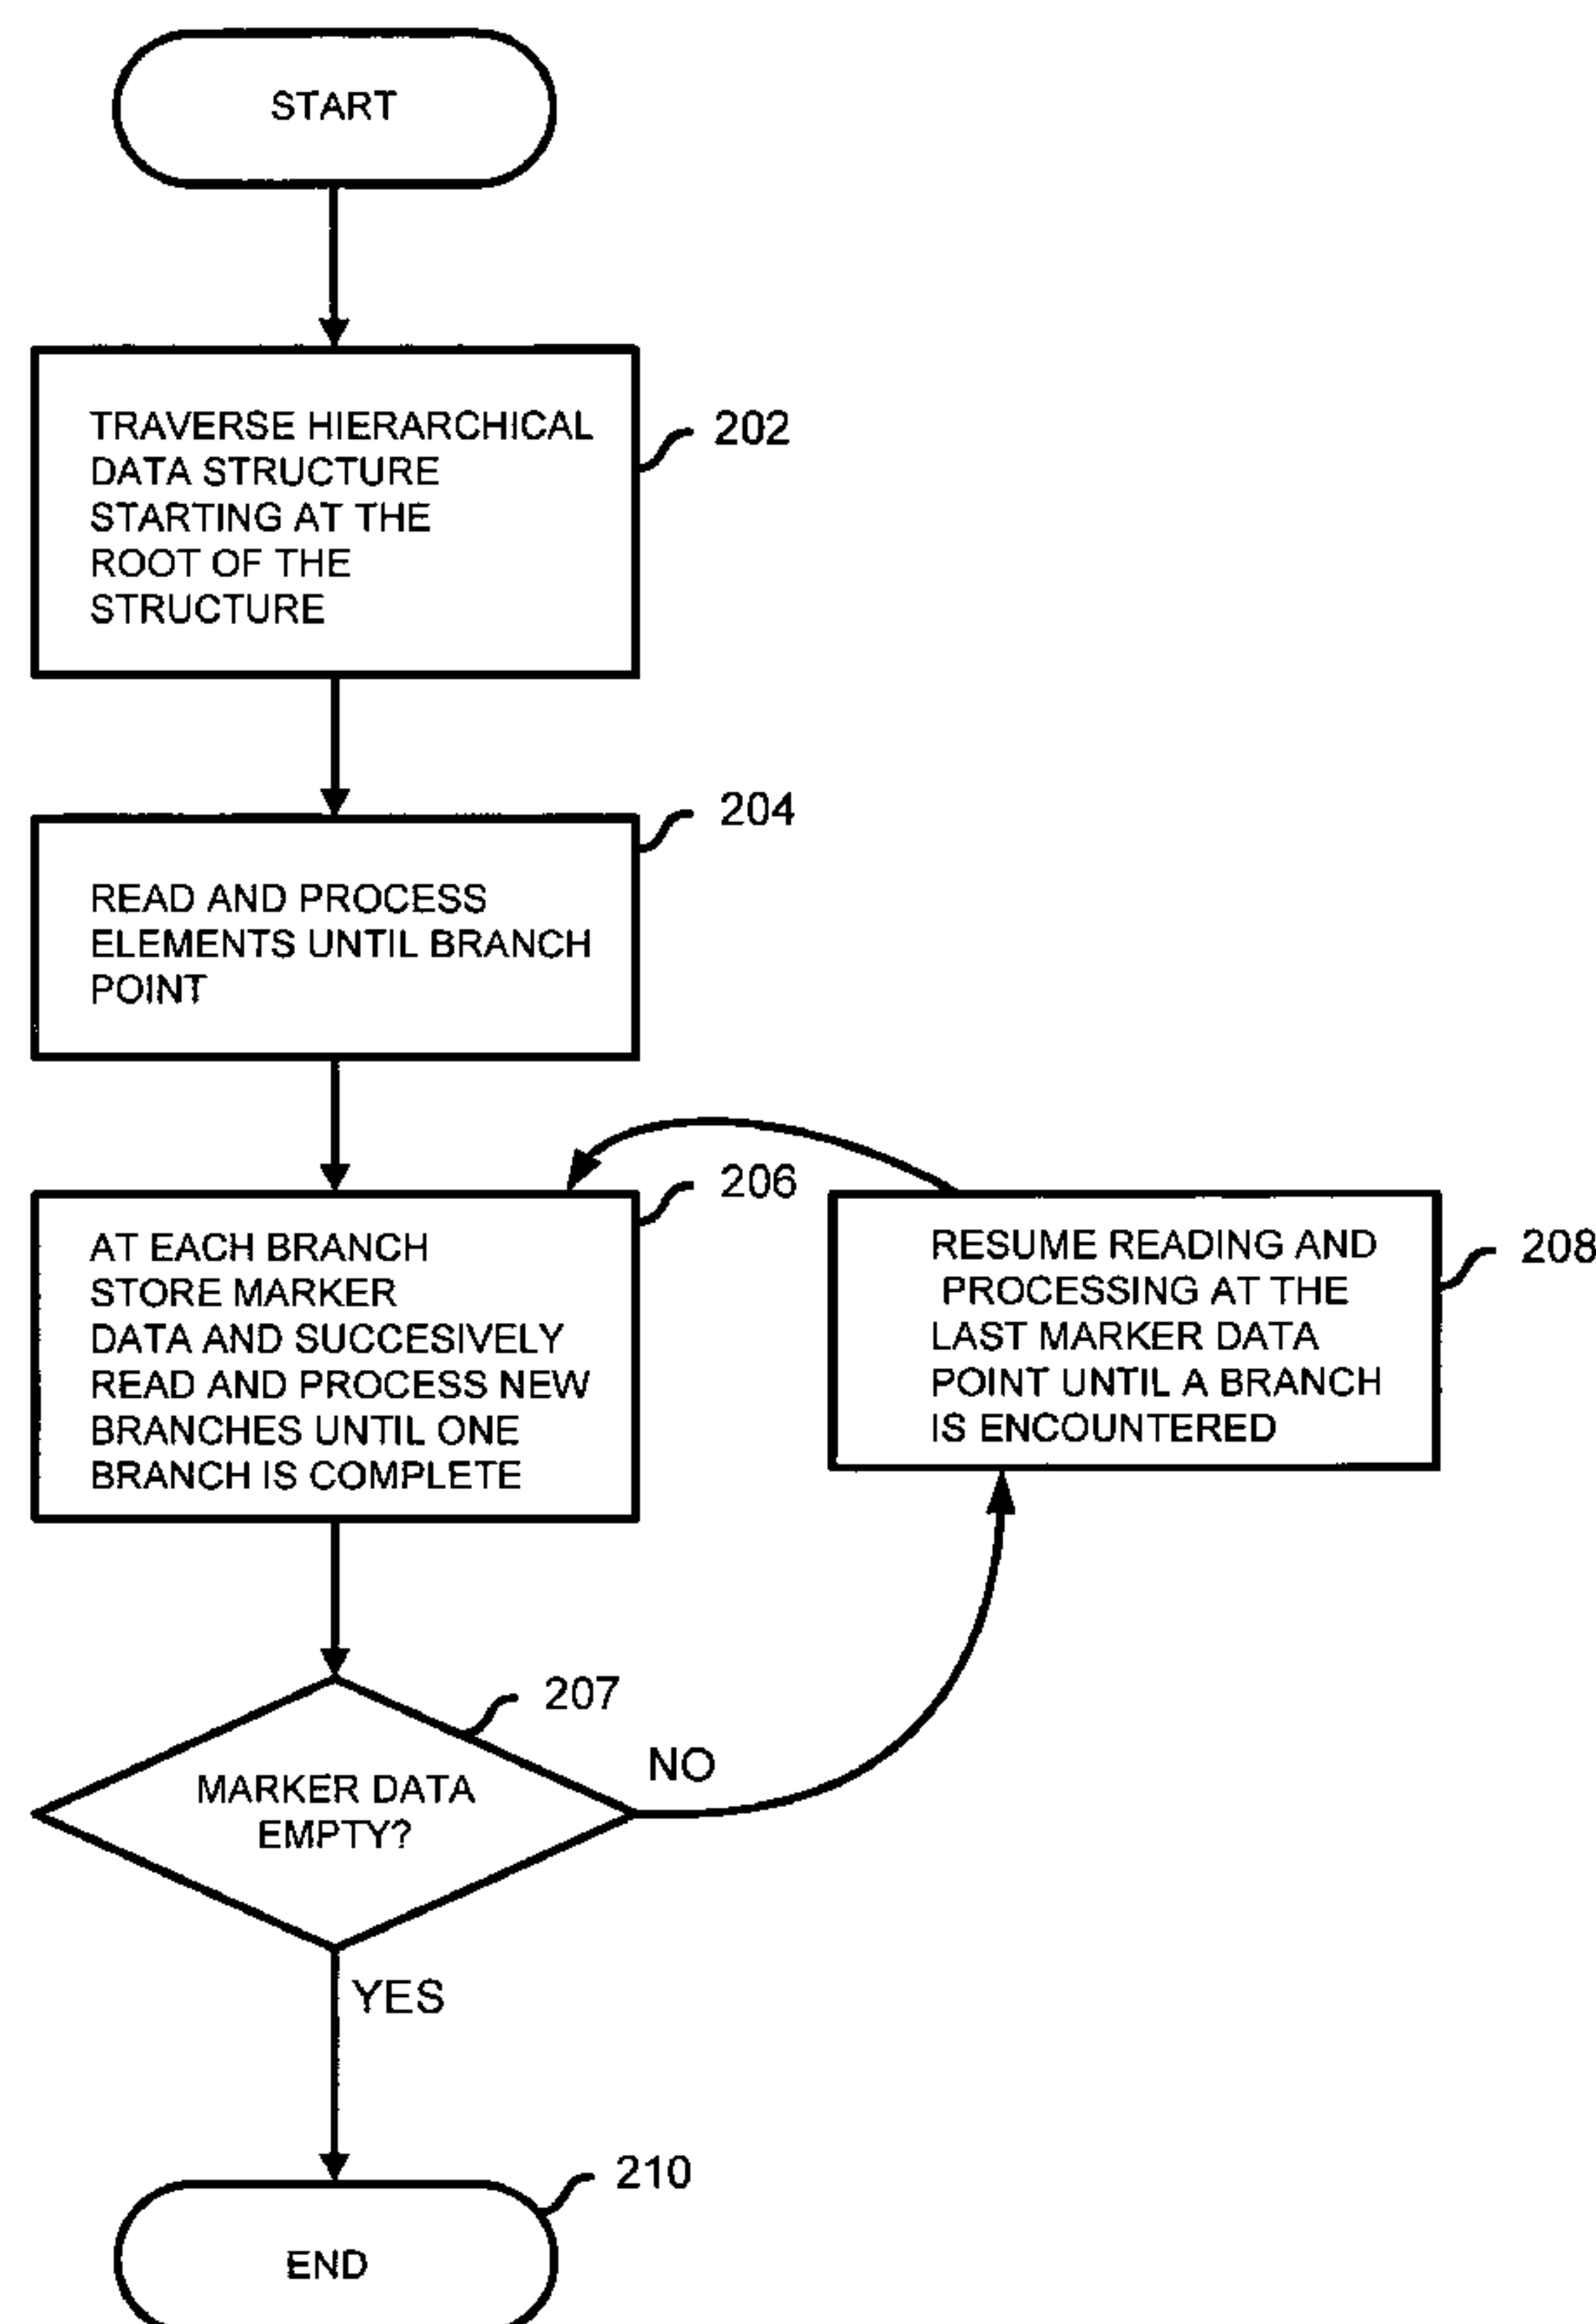 START
TRAVERSE HIERARCHICAL
DATA STRUCTURE
STARTING AT THE
ROOT OF THE
STRUCTURE
202
READ AND PROCESS
ELEMENTS UNTIL BRANCH
POINT
204
AT EACH BRANCH
STORE MARKER
DATA AND SUCCESIVELY
READ AND PROCESS NEW
BRANCHES UNTIL ONE
BRANCH IS COMPLETE
206
RESUME READING AND
PROCESSING AT THE
LAST MARKER DATA
POINT UNTIL A BRANCH
IS ENCOUNTERED
208
MARKER DATA
EMPTY?
207
NO
YES
END
210